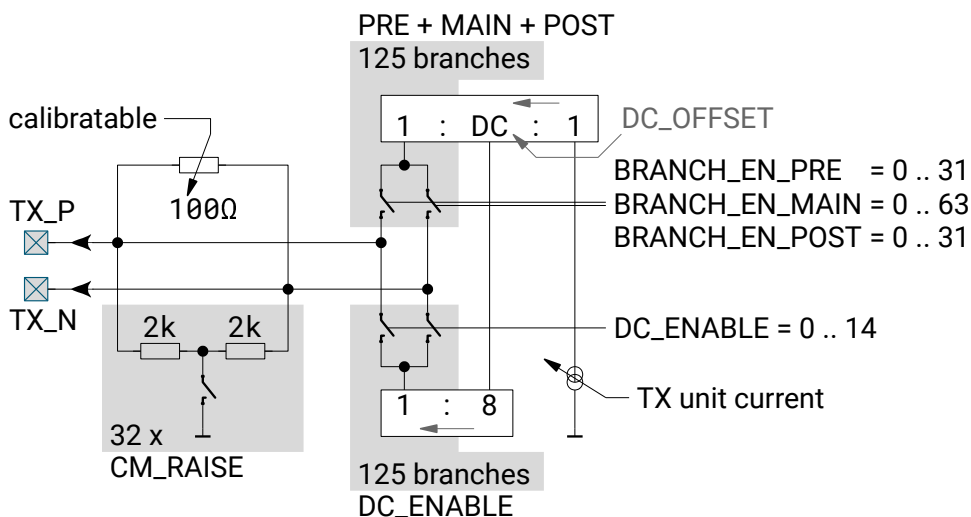 PRE + MAIN + POST
125 branches
calibratable
1 : DC : 1
DC_OFFSET
BRANCH_EN_PRE = 0 .. 31
100Ω
BRANCH_EN_MAIN = 0 .. 63
TX_P
BRANCH_EN_POST = 0 .. 31
TX_N
2k 2k
DC_ENABLE = 0 .. 14
1 : 8
TX unit current
32 x
CM_RAISE
125 branches
DC_ENABLE